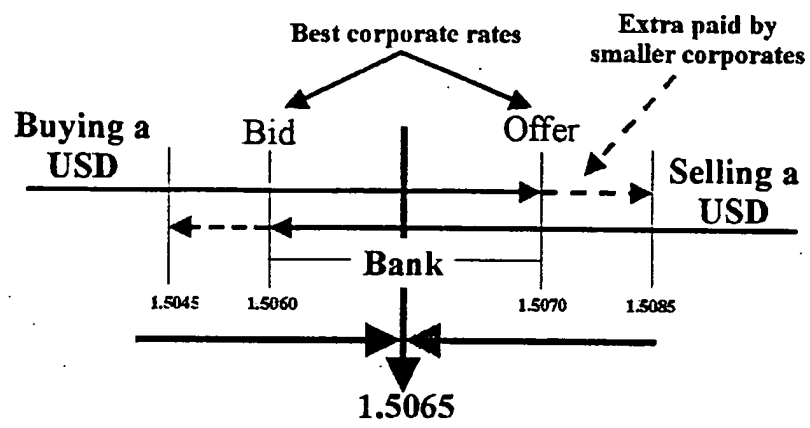 Best corporate rates
Extra paid by
smaller corporates
Buying a
USD
Bid
Offer
Selling a
USD
Bank
1.5045
1.5060
1.5070
1.5085
1.5065